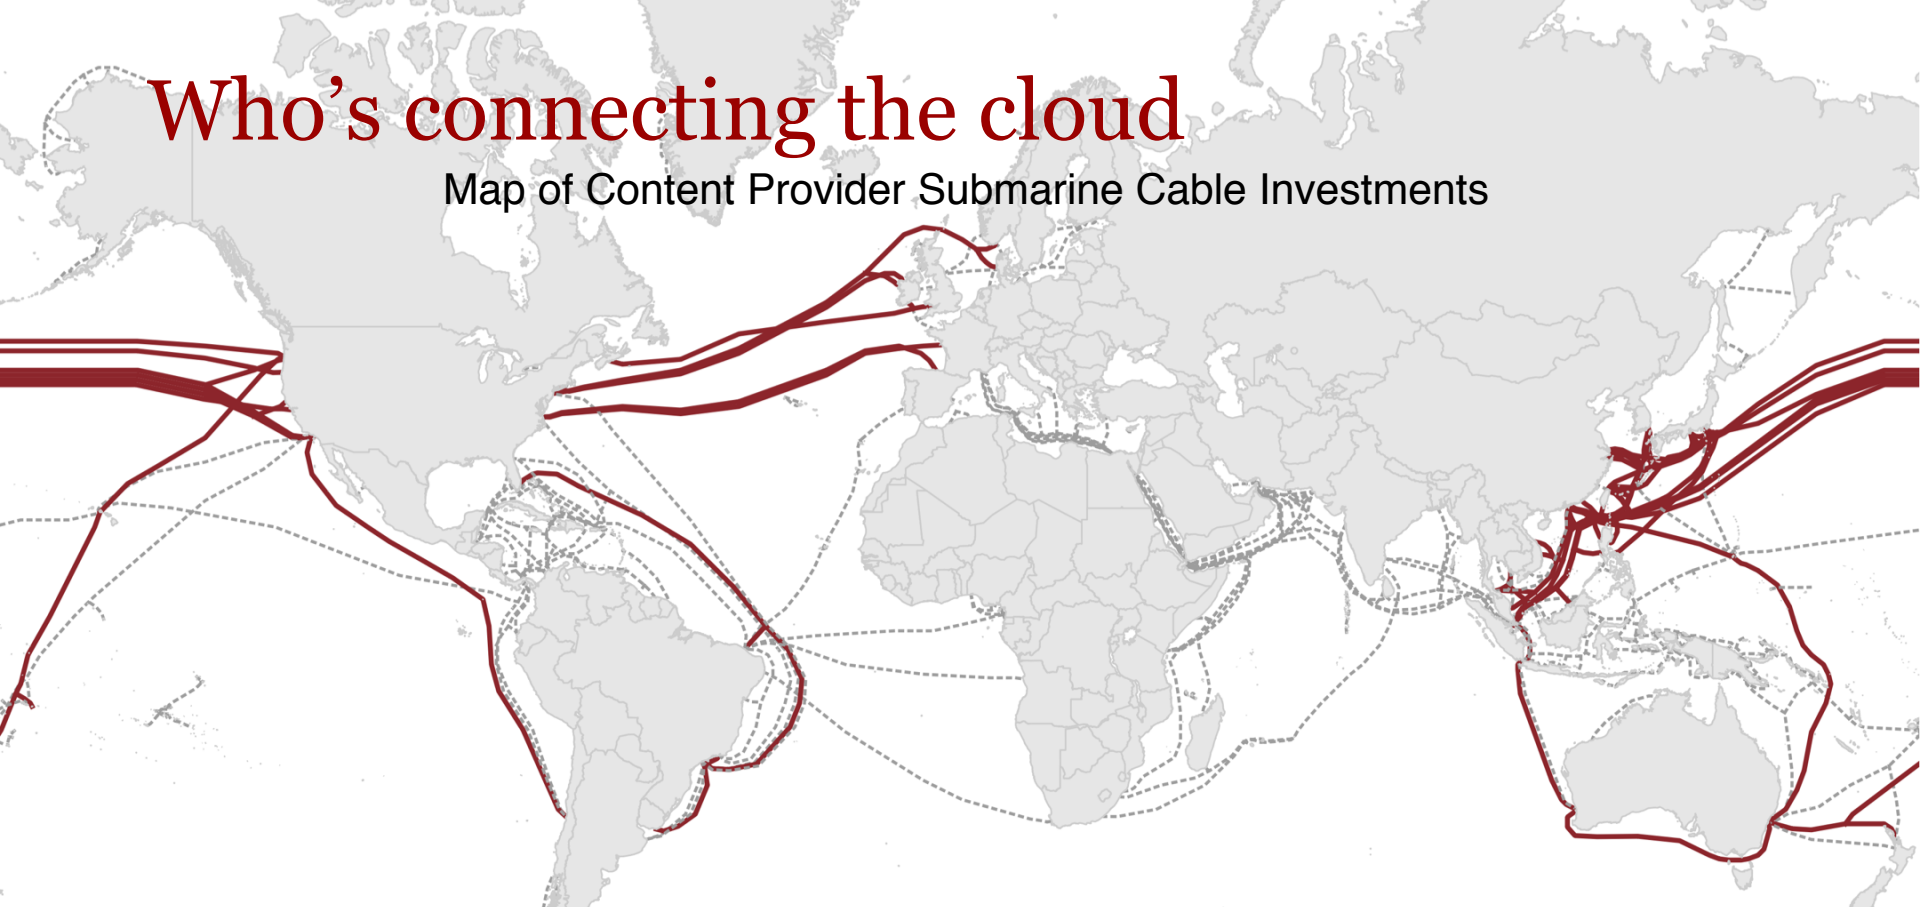 Who’s connecting the cloud
Map of Content Provider Submarine Cable Investments